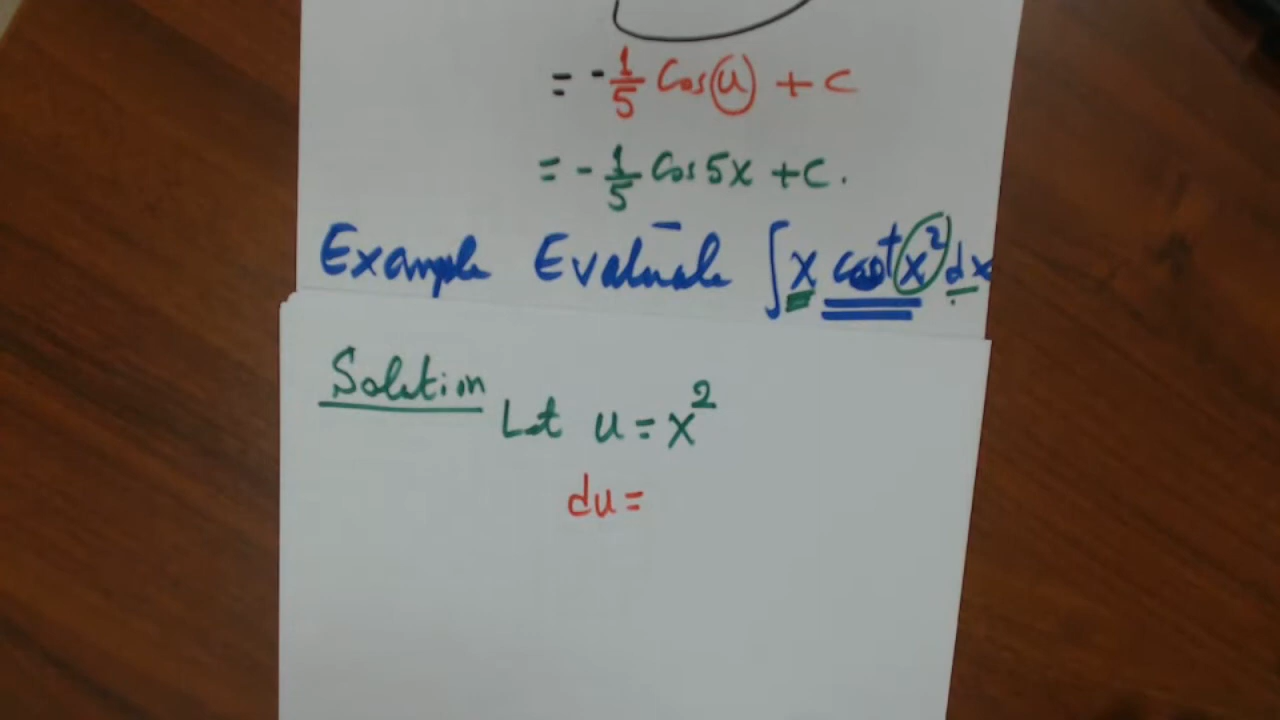 = -1/5 Cos(u) + c
= -1/5 Cos 5x + c.
Example Evaluate ∫ x cot x² dx
Solution
Let u = x²
du =